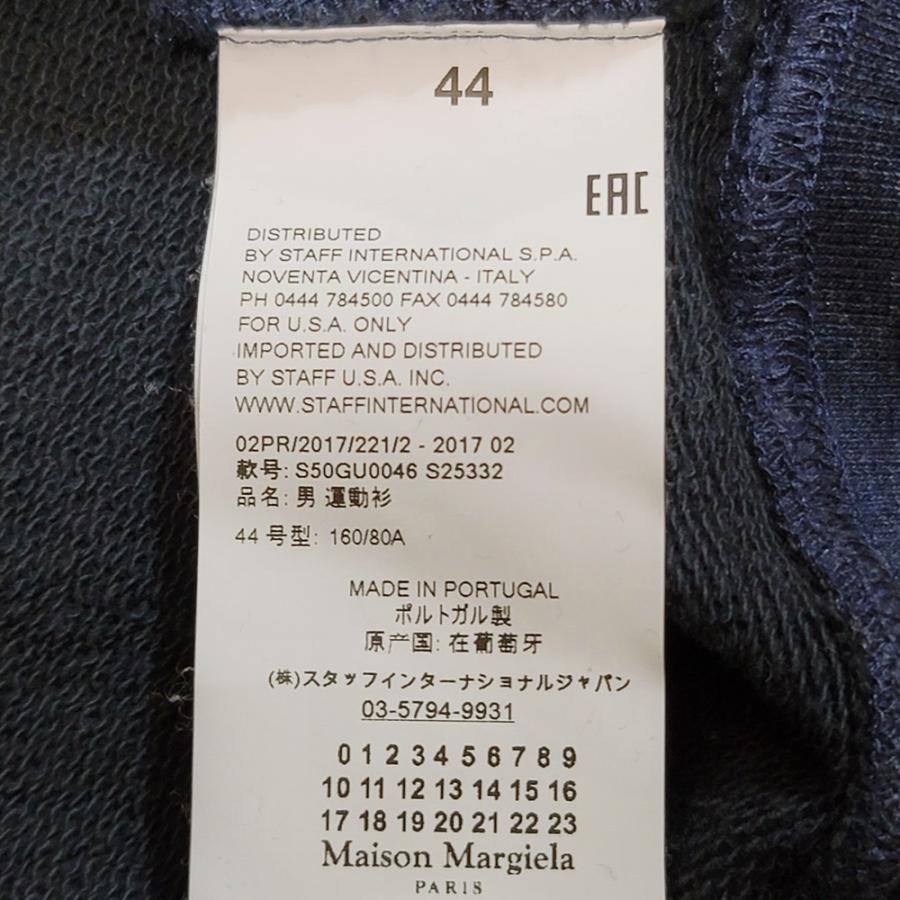 44
EAC
DISTRIBUTED
BY STAFF INTERNATIONAL S.P.A.
NOVENTA VICENTINA - ITALY
PH 0444 784500 FAX 0444 784580
FOR U.S.A. ONLY
IMPORTED AND DISTRIBUTED
BY STAFF U.S.A. INC.
WWW.STAFFINTERNATIONAL.COM
02PR/2017/221/2 - 2017 02
款号: S50GU0046 S25332
品名: 男 運動衫
44 号型: 160/80A
MADE IN PORTUGAL
ポルトガル製
原产国: 在葡萄牙
(株)スタッフインターナショナルジャパン
03-5794-9931
0 1 2 3 4 5 6 7 8 9
10 11 12 13 14 15 16
17 18 19 20 21 22 23
Maison Margiela
PARIS